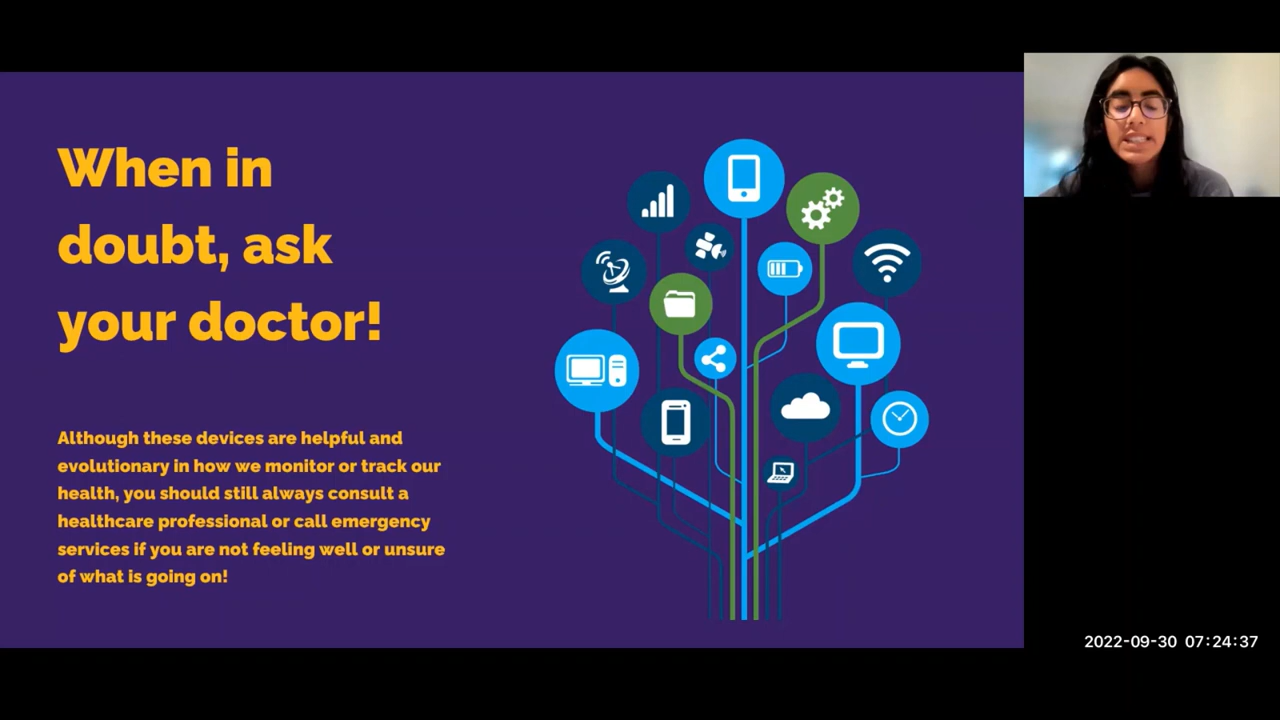 When in
doubt, ask
your doctor!
Although these devices are helpful and
evolutionary in how we monitor or track our
health, you should still always consult a
healthcare professional or call emergency
services if you are not feeling well or unsure
of what is going on!
2022-09-30 07:24:37